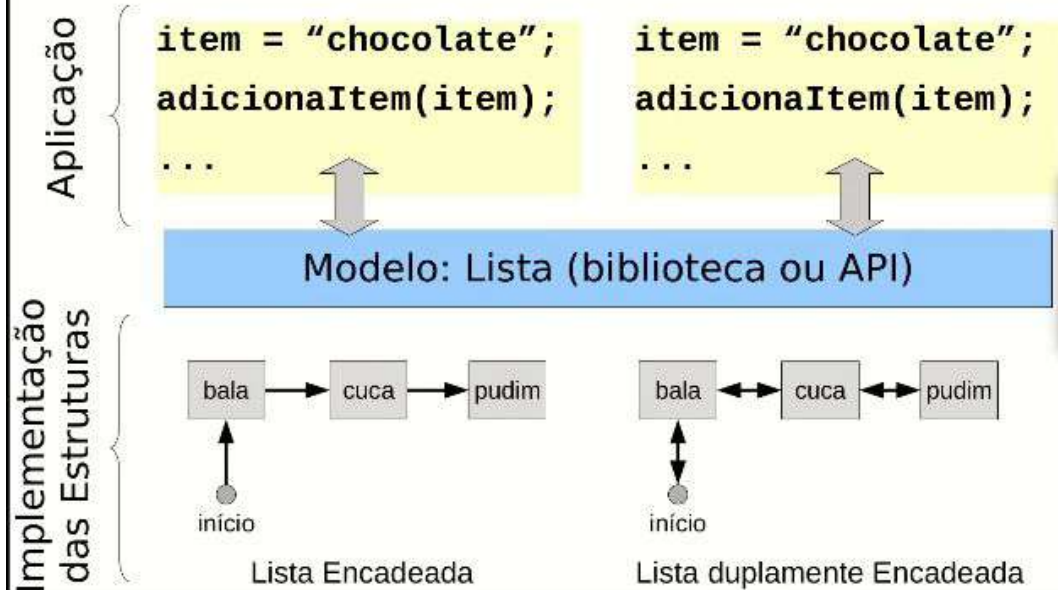 Aplicação
item = “chocolate”;
adicionaItem(item);
...
item = “chocolate”;
adicionaItem(item);
...
Modelo: Lista (biblioteca ou API)
Implementação
das Estruturas
bala
cuca
pudim
início
Lista Encadeada
bala
cuca
pudim
início
Lista duplamente Encadeada